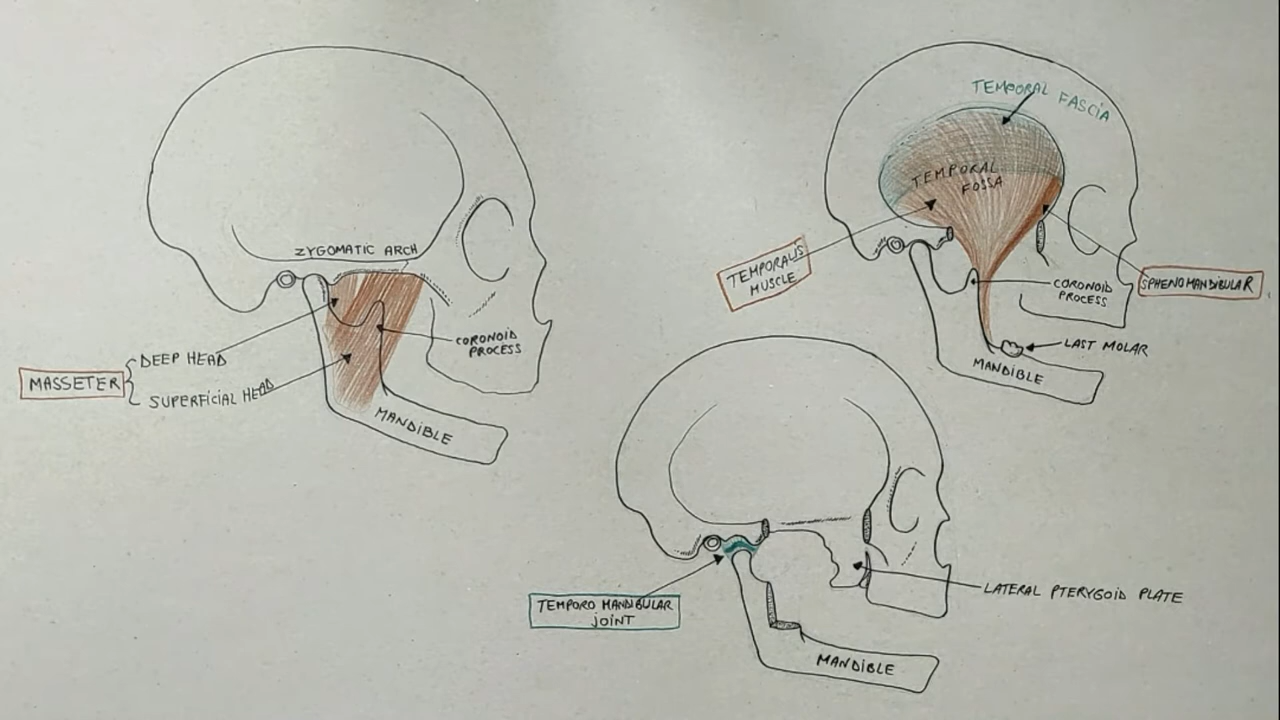 ZYGOMATIC ARCH
MASSETER
DEEP HEAD
SUPERFICIAL HEAD
CORONOID
PROCESS
MANDIBLE
TEMPORAL FASCIA
TEMPORAL
FOSSA
TEMPORALIS
MUSCLE
SPHENOMANDIBULAR
CORONOID
PROCESS
LAST MOLAR
MANDIBLE
TEMPORO MANDIBULAR
JOINT
LATERAL PTERYGOID PLATE
MANDIBLE